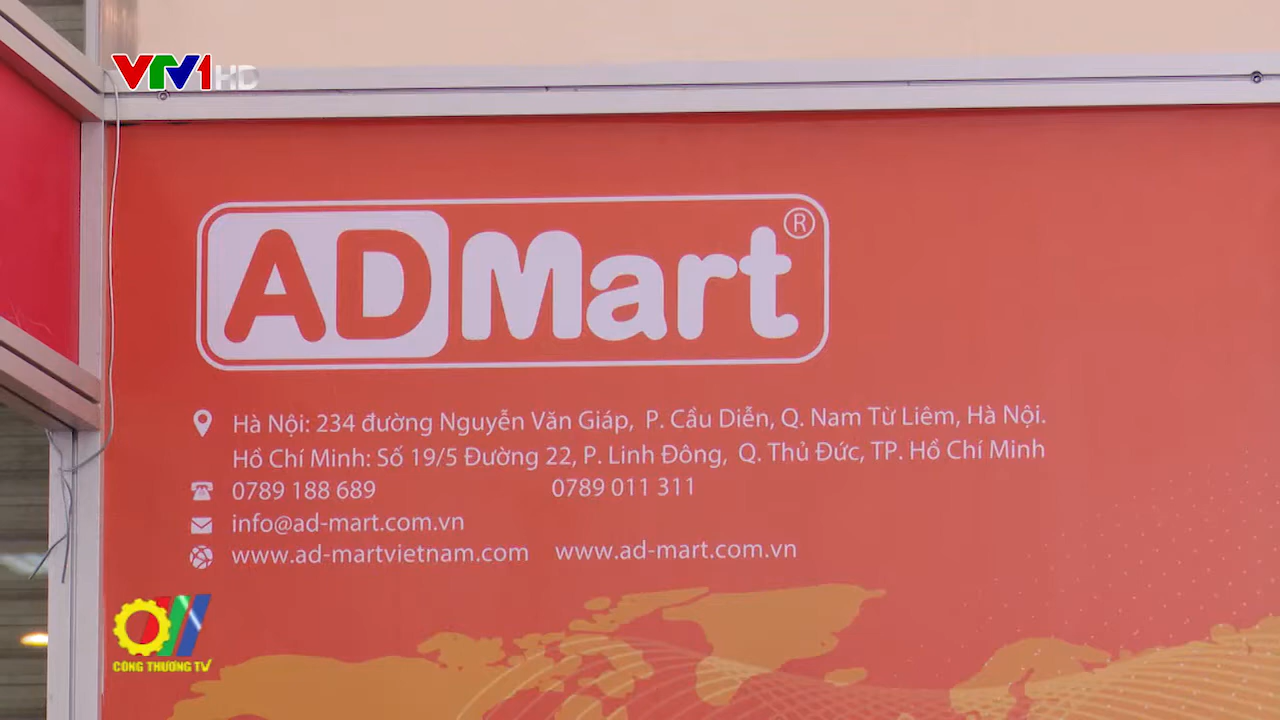 VTV1 HD
ADMart ®
Hà Nội: 234 đường Nguyễn Văn Giáp, P. Cầu Diễn, Q. Nam Từ Liêm, Hà Nội.
Hồ Chí Minh: Số 19/5 Đường 22, P. Linh Đông, Q. Thủ Đức, TP. Hồ Chí Minh
0789 188 689 0789 011 311
info@ad-mart.com.vn
www.ad-martvietnam.com www.ad-mart.com.vn
CÔNG THƯƠNG TV